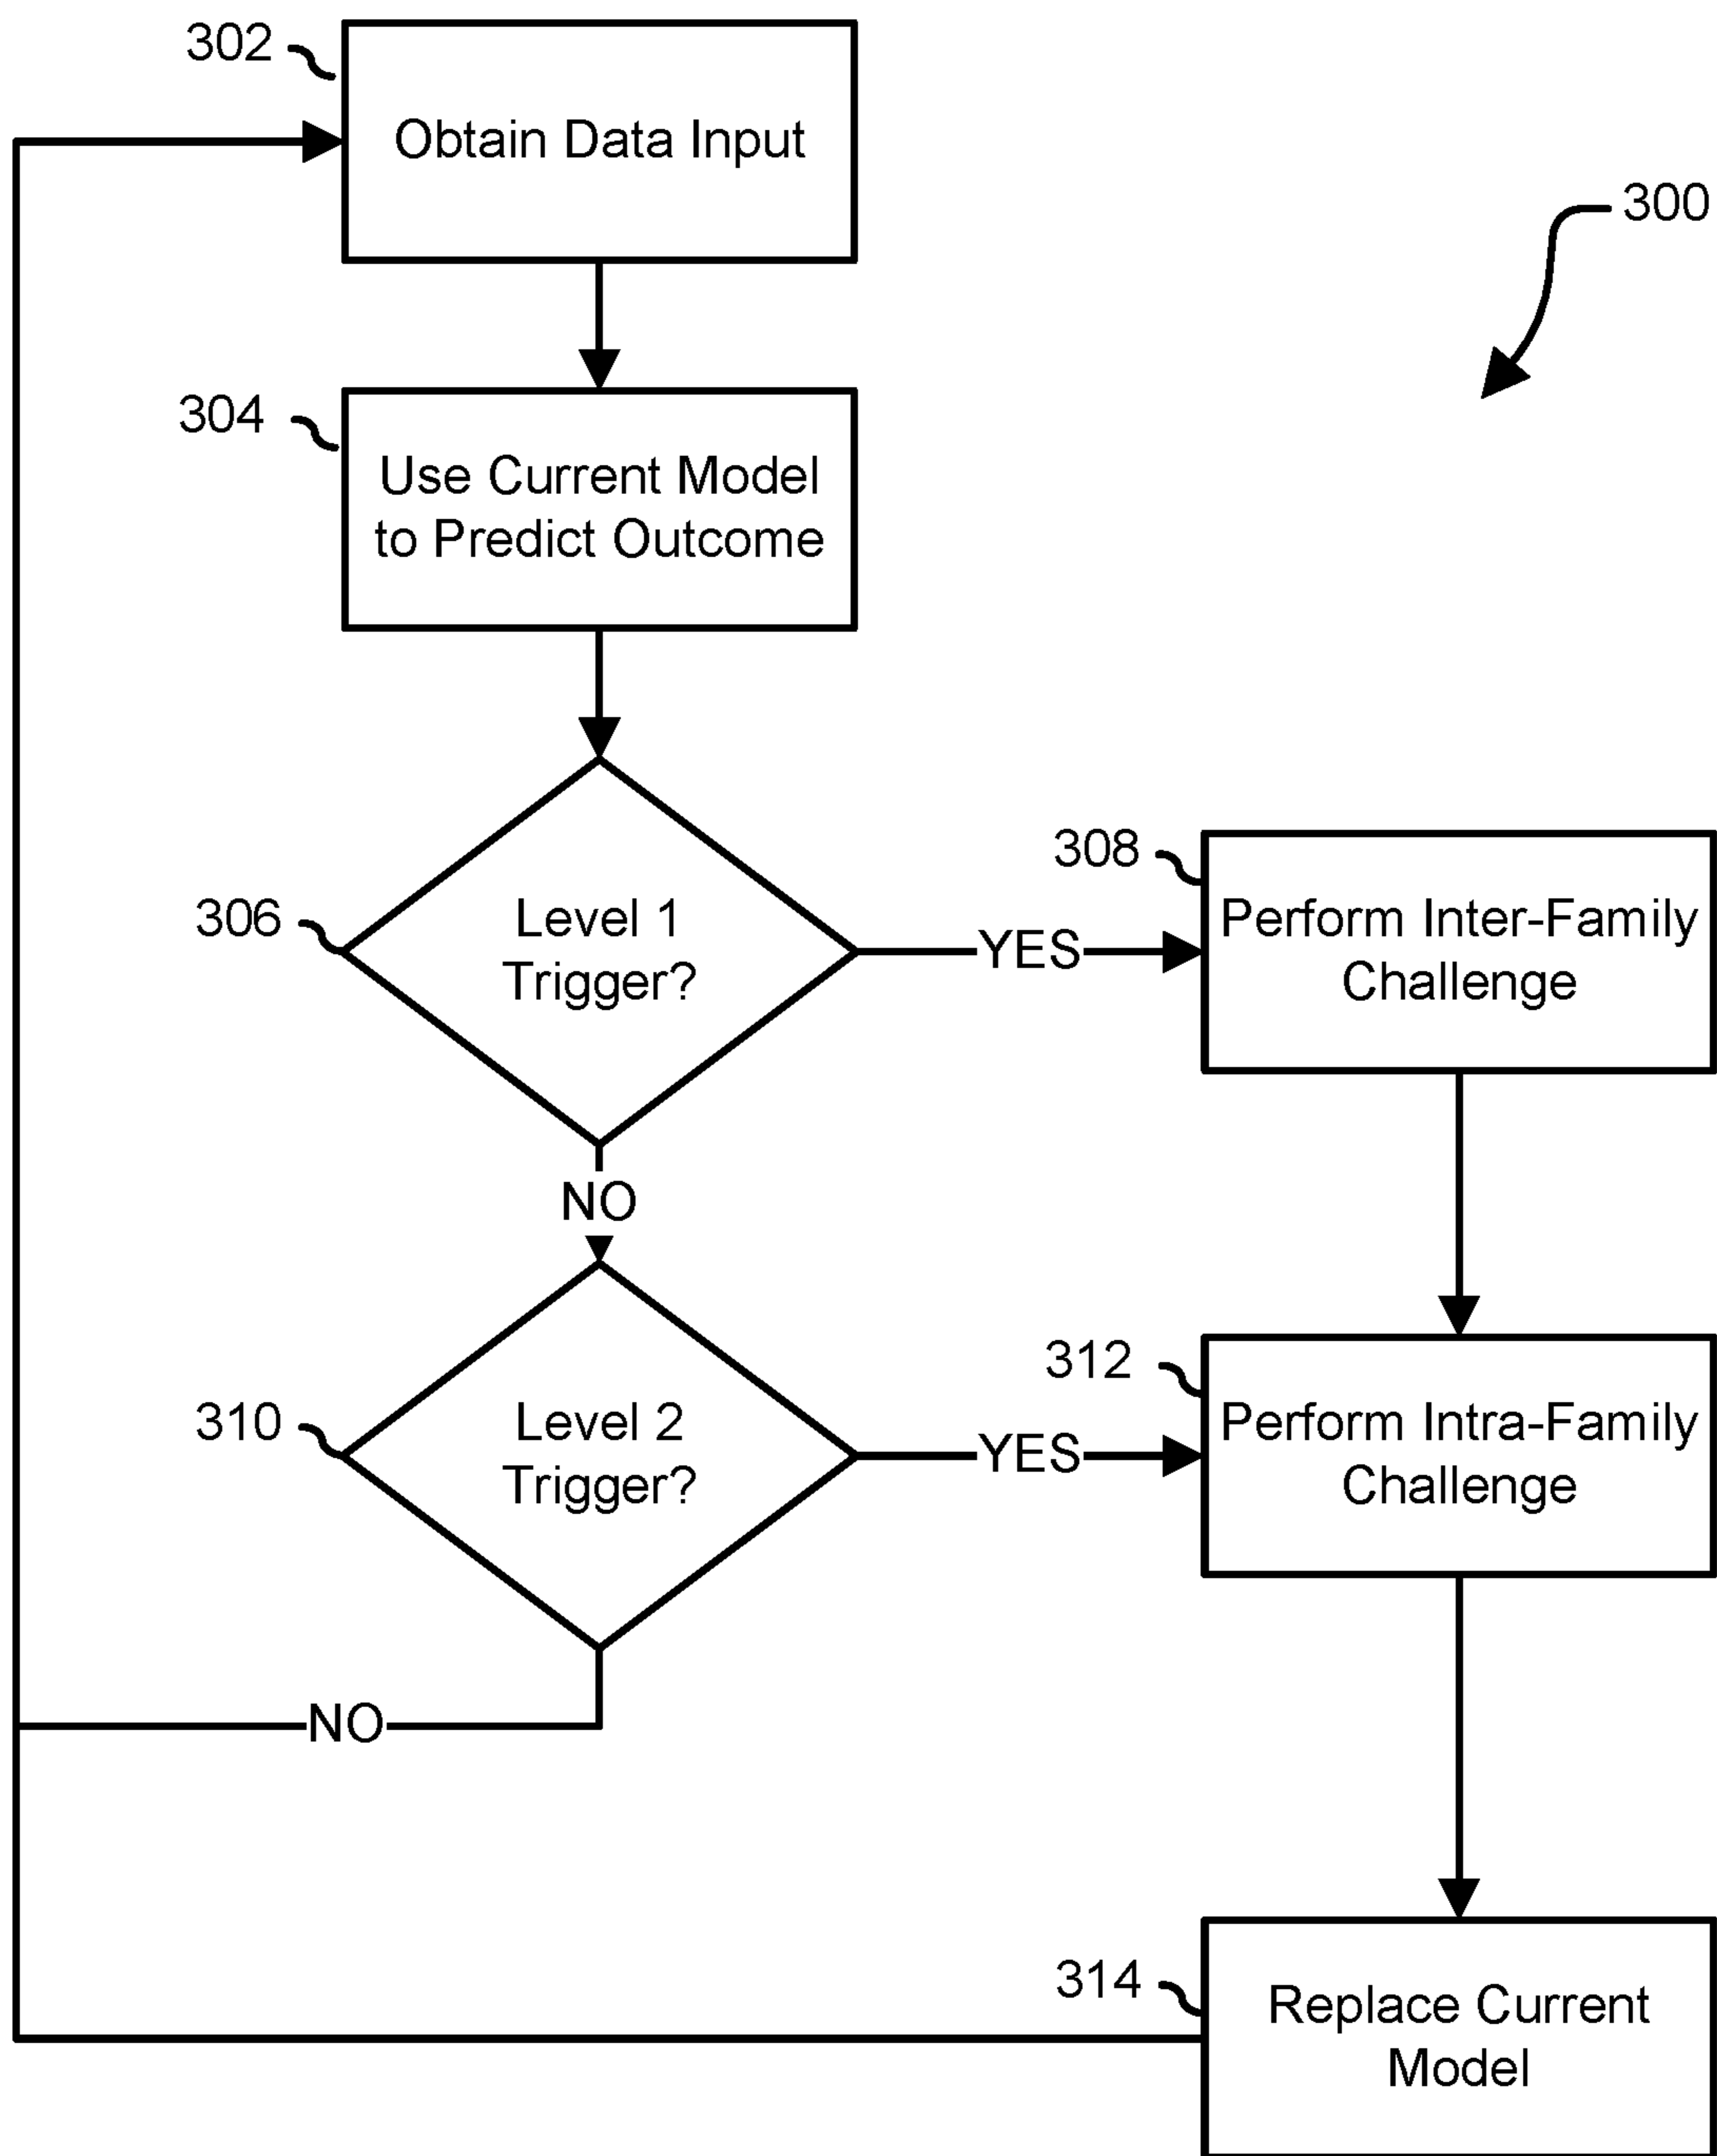 302
Obtain Data Input
300
304
Use Current Model
to Predict Outcome
306
Level 1
Trigger?
YES
308
Perform Inter-Family
Challenge
NO
310
Level 2
Trigger?
YES
312
Perform Intra-Family
Challenge
NO
314
Replace Current
Model